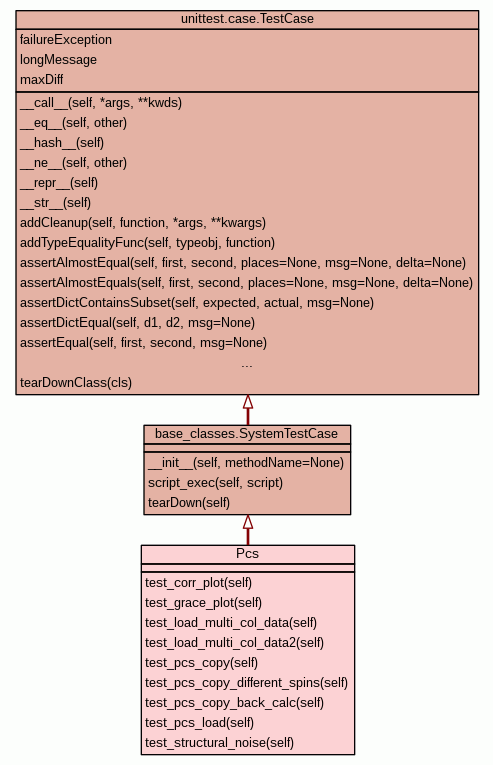 unittest.case.TestCase
failureException
longMessage
maxDiff
__call__(self, *args, **kwds)
__eq__(self, other)
__hash__(self)
__ne__(self, other)
__repr__(self)
__str__(self)
addCleanup(self, function, *args, **kwargs)
addTypeEqualityFunc(self, typeobj, function)
assertAlmostEqual(self, first, second, places=None, msg=None, delta=None)
assertAlmostEquals(self, first, second, places=None, msg=None, delta=None)
assertDictContainsSubset(self, expected, actual, msg=None)
assertDictEqual(self, d1, d2, msg=None)
assertEqual(self, first, second, msg=None)
...
tearDownClass(cls)
base_classes.SystemTestCase
__init__(self, methodName=None)
script_exec(self, script)
tearDown(self)
Pcs
test_corr_plot(self)
test_grace_plot(self)
test_load_multi_col_data(self)
test_load_multi_col_data2(self)
test_pcs_copy(self)
test_pcs_copy_different_spins(self)
test_pcs_copy_back_calc(self)
test_pcs_load(self)
test_structural_noise(self)